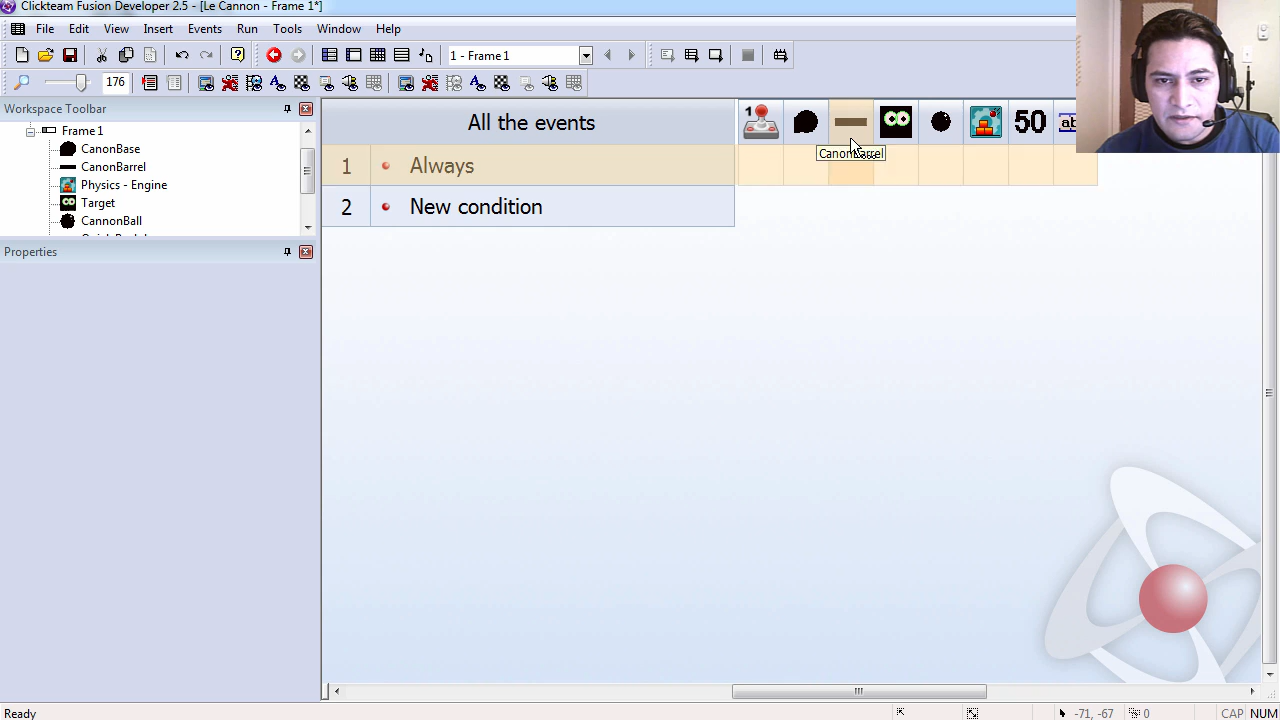 Clickteam Fusion Developer 2.5 - [Le Cannon - Frame 1*]
File Edit View Insert Events Run Tools Window Help
1 - Frame 1
176
Workspace Toolbar
Frame 1
CanonBase
CanonBarrel
Physics - Engine
Target
CannonBall
Properties
All the events
1
50
ab
CanonBarrel
1 Always
2 New condition
Ready
-71, -67
0
CAP NUM